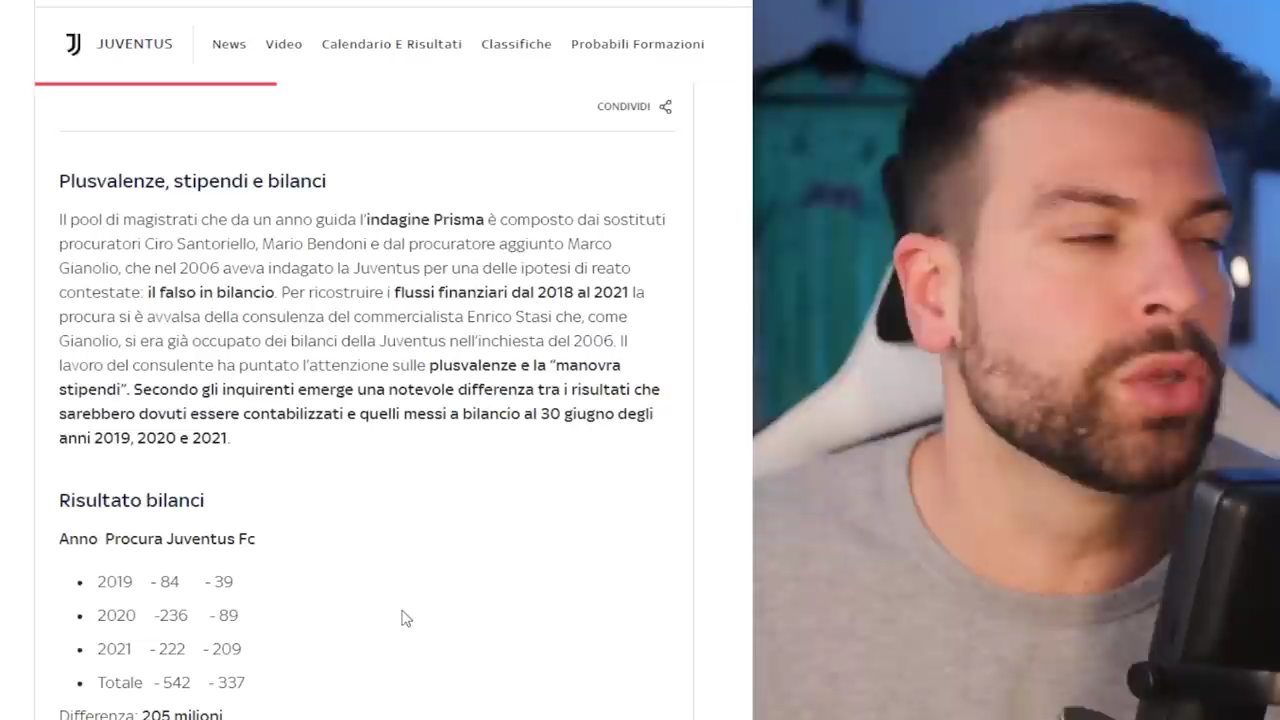 JUVENTUS News Video Calendario E Risultati Classifiche Probabili Formazioni
CONDIVIDI
Plusvalenze, stipendi e bilanci
Il pool di magistrati che da un anno guida l'indagine Prisma è composto dai sostituti
procuratori Ciro Santoriello, Mario Bendoni e dal procuratore aggiunto Marco
Gianolio, che nel 2006 aveva indagato la Juventus per una delle ipotesi di reato
contestate: il falso in bilancio. Per ricostruire i flussi finanziari dal 2018 al 2021 la
procura si è avvalsa della consulenza del commercialista Enrico Stasi che, come
Gianolio, si era già occupato dei bilanci della Juventus nell'inchiesta del 2006. Il
lavoro del consulente ha puntato l'attenzione sulle plusvalenze e la "manovra
stipendi". Secondo gli inquirenti emerge una notevole differenza tra i risultati che
sarebbero dovuti essere contabilizzati e quelli messi a bilancio al 30 giugno degli
anni 2019, 2020 e 2021.
Risultato bilanci
Anno Procura Juventus Fc
• 2019 - 84 - 39
• 2020 -236 - 89
• 2021 - 222 - 209
• Totale - 542 - 337
Differenza: 205 milioni